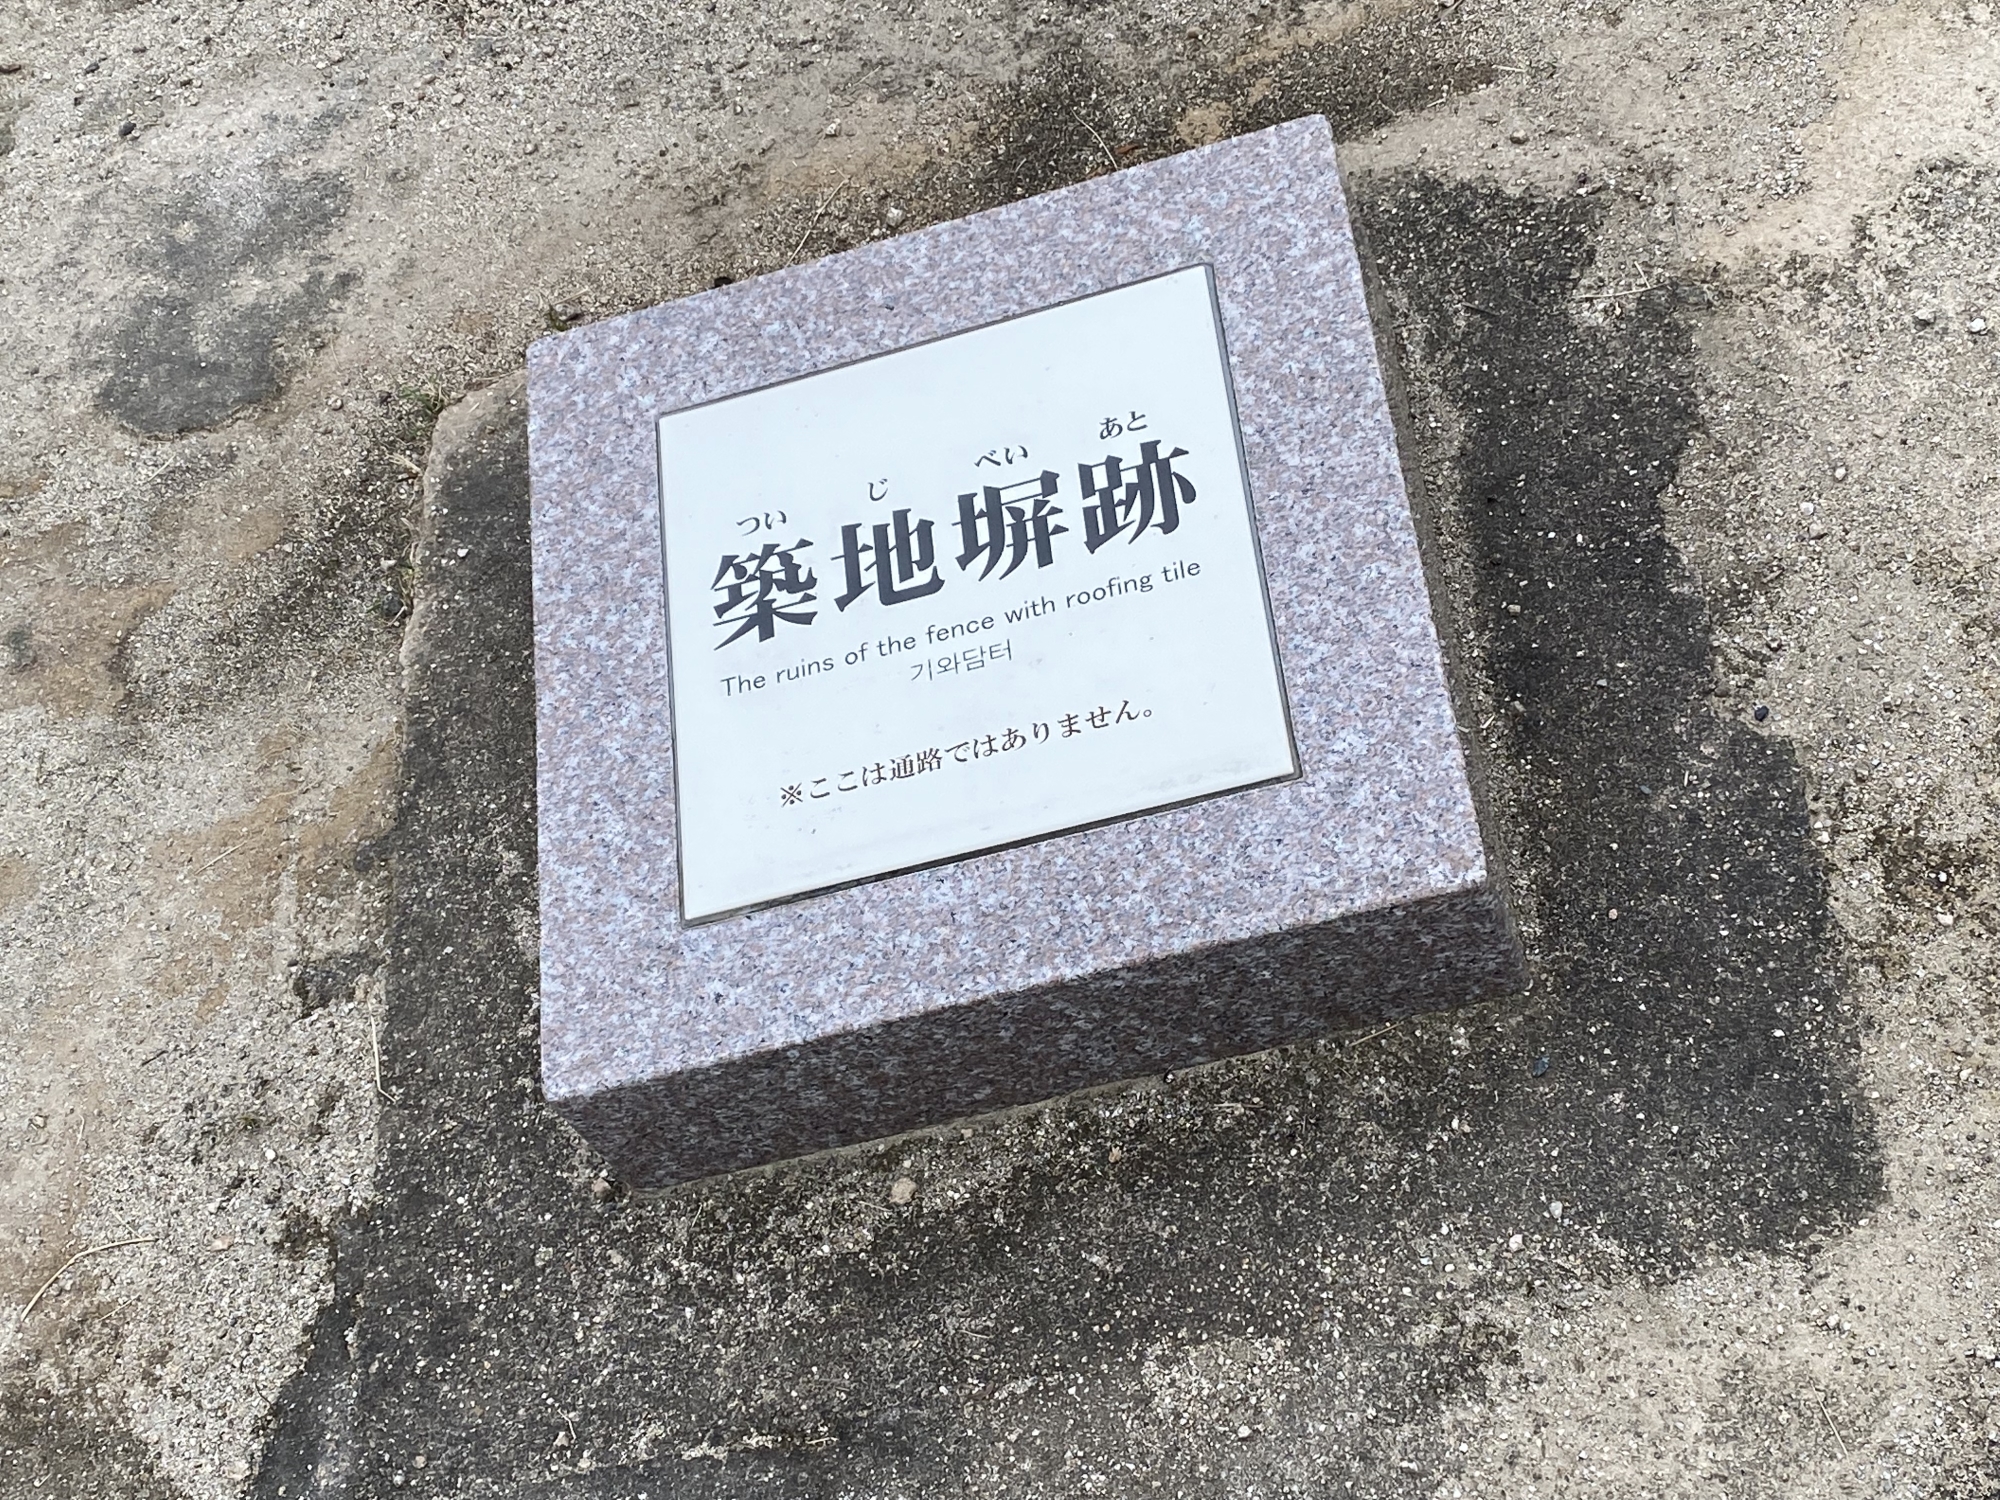 つい じ べい あと
築地塀跡
The ruins of the fence with roofing tile
기와담터
※ここは通路ではありません。